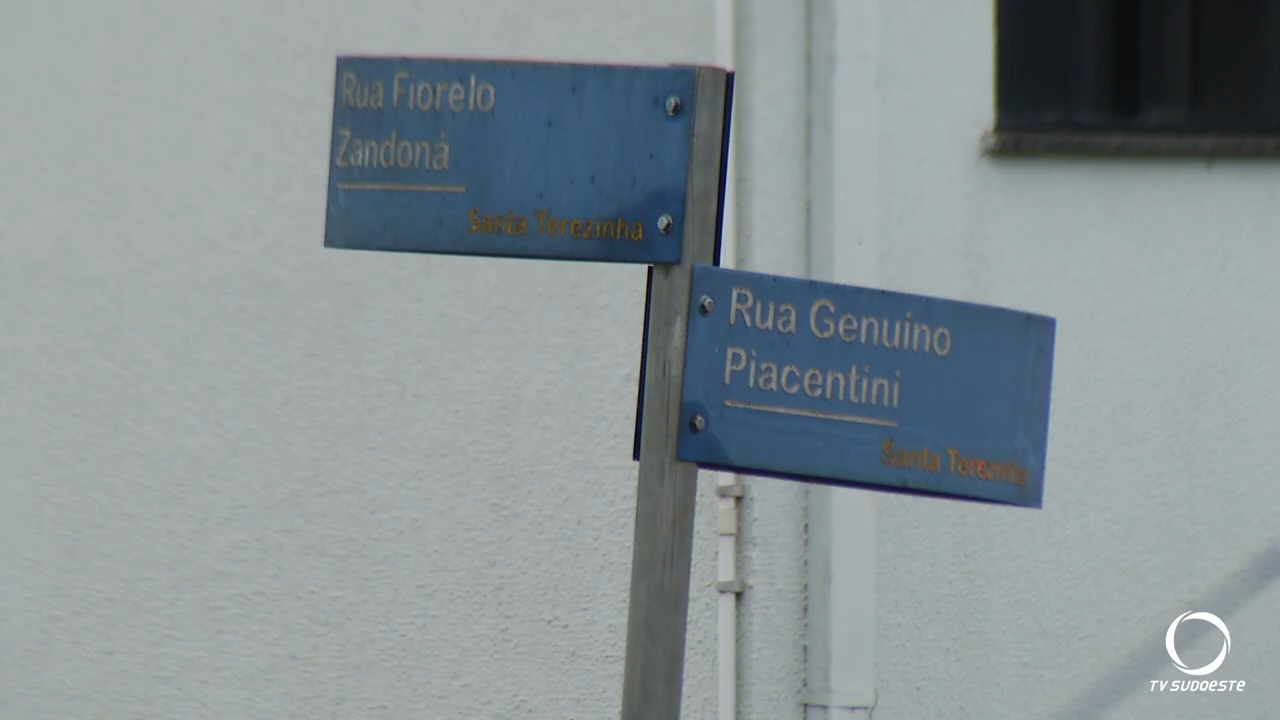 Rua Fiorelo
Zandoná
Santa Terezinha
Rua Genuino
Piacentini
Santa Terezinha
TV SUDOESTE